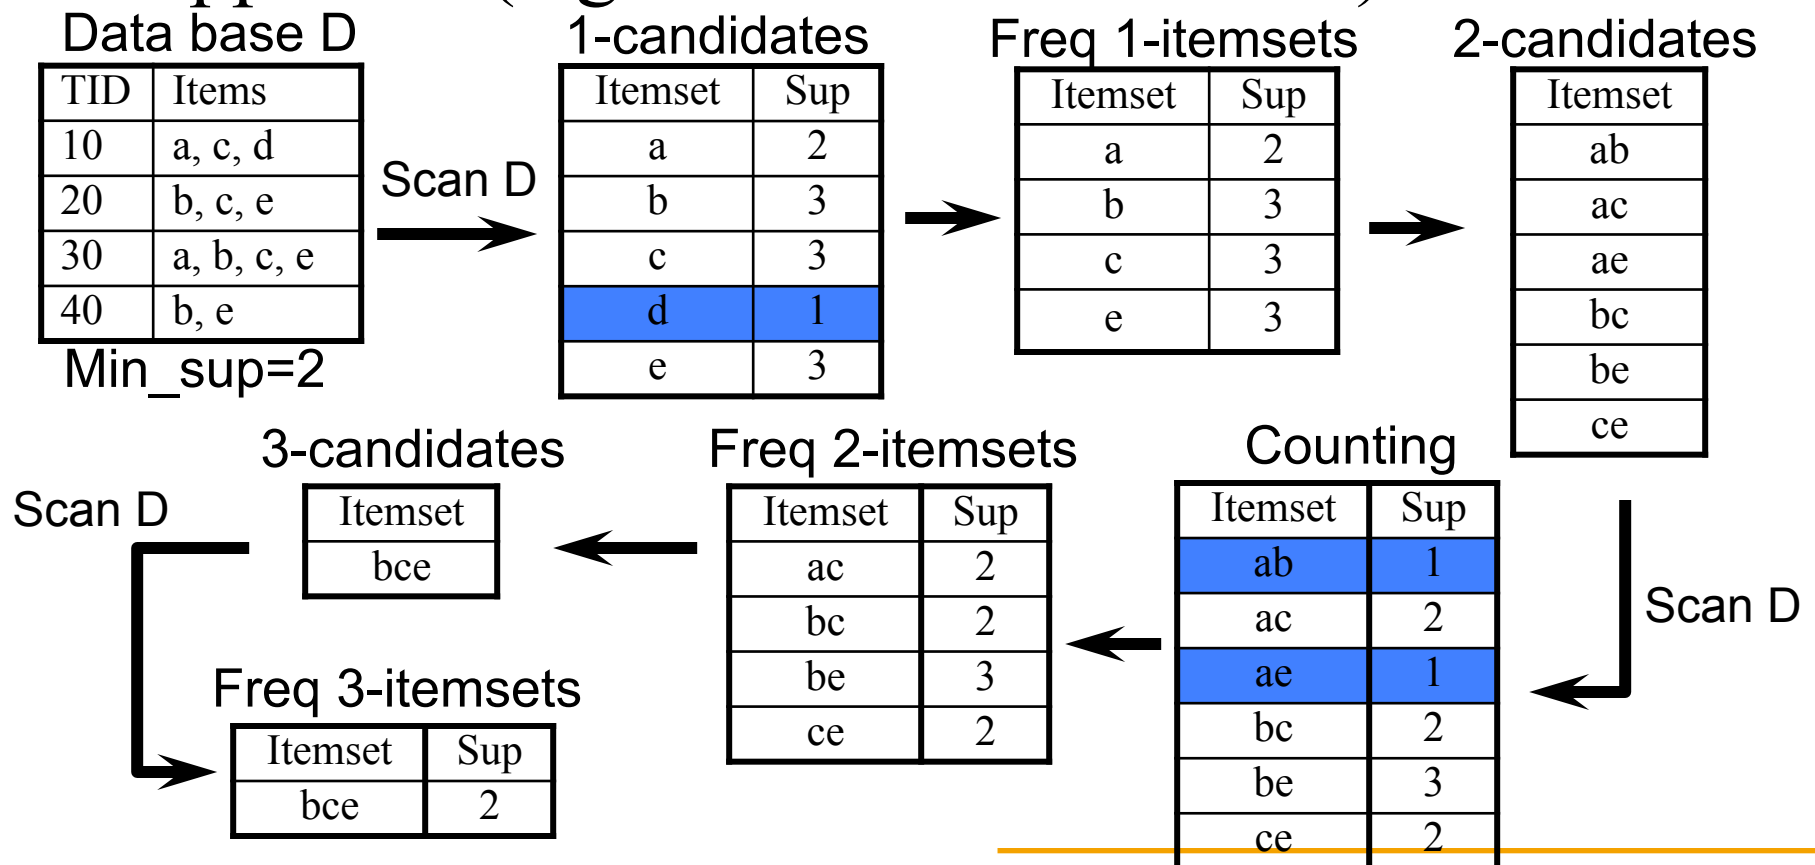 Data base D
TID Items
10 a, c, d
20 b, c, e
30 a, b, c, e
40 b, e
Min_sup=2
Scan D
1-candidates
Itemset Sup
a 2
b 3
c 3
d 1
e 3
Freq 1-itemsets
Itemset Sup
a 2
b 3
c 3
e 3
2-candidates
Itemset
ab
ac
ae
bc
be
ce
Scan D
Counting
Itemset Sup
ab 1
ac 2
ae 1
bc 2
be 3
ce 2
Freq 2-itemsets
Itemset Sup
ac 2
bc 2
be 3
ce 2
3-candidates
Itemset
bce
Scan D
Freq 3-itemsets
Itemset Sup
bce 2